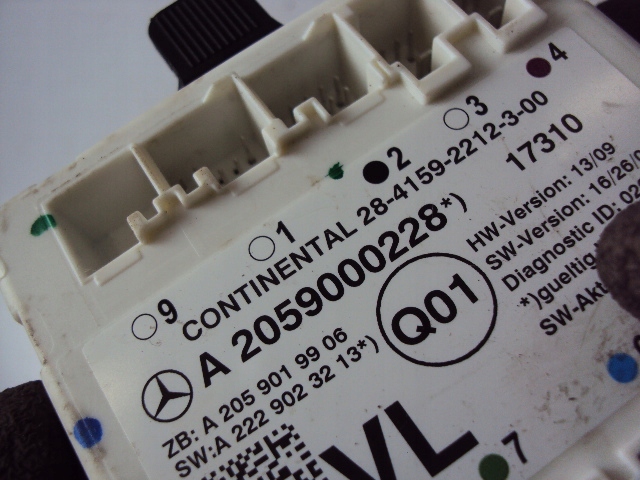 4
3
2
1
9
CONTINENTAL 28-4159-2212-3-00
17310
A 2059000228*)
Q01
HW-Version: 13/09
SW-Version: 16/26/0
Diagnostic ID: 02
*)gueltig
SW-Akt
ZB: A 205 901 99 06
SW:A 222 902 32 13*)
VL
7